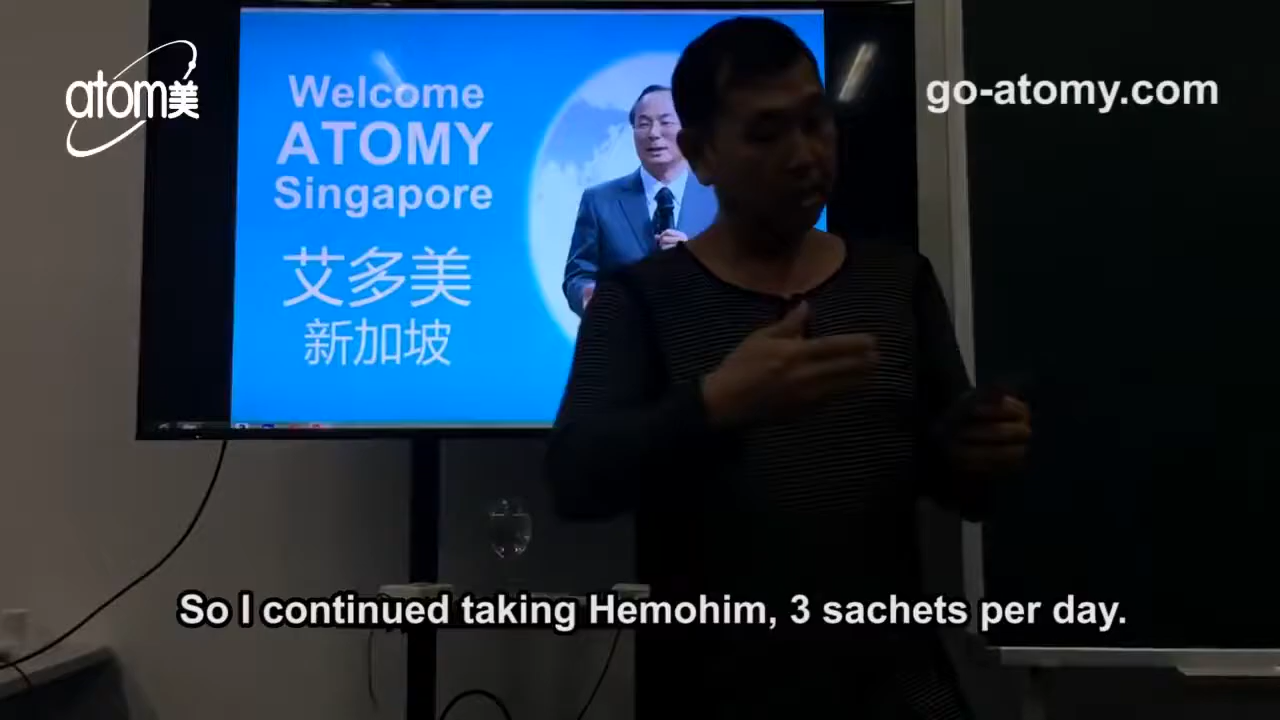 atom美
go-atomy.com
Welcome
ATOMY
Singapore
艾多美
新加坡
So I continued taking Hemohim, 3 sachets per day.